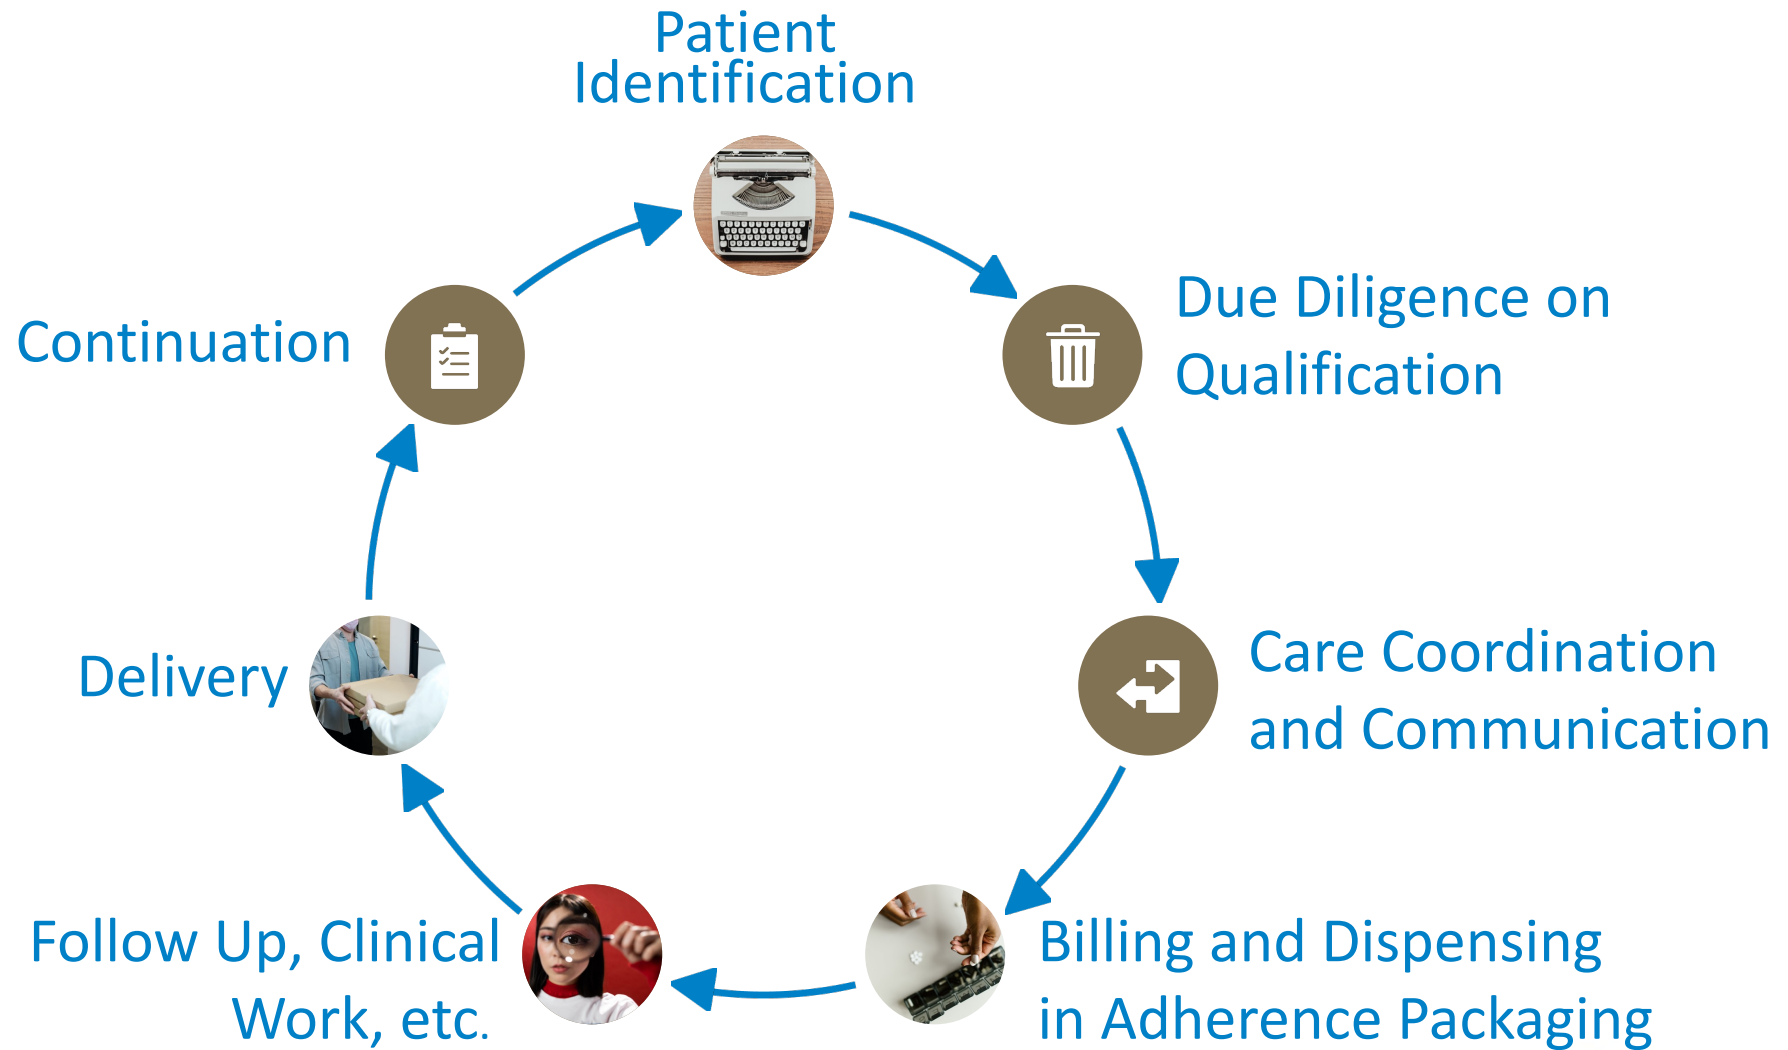 Patient
Identification
Due Diligence on
Qualification
Care Coordination
and Communication
Billing and Dispensing
in Adherence Packaging
Follow Up, Clinical
Work, etc.
Delivery
Continuation